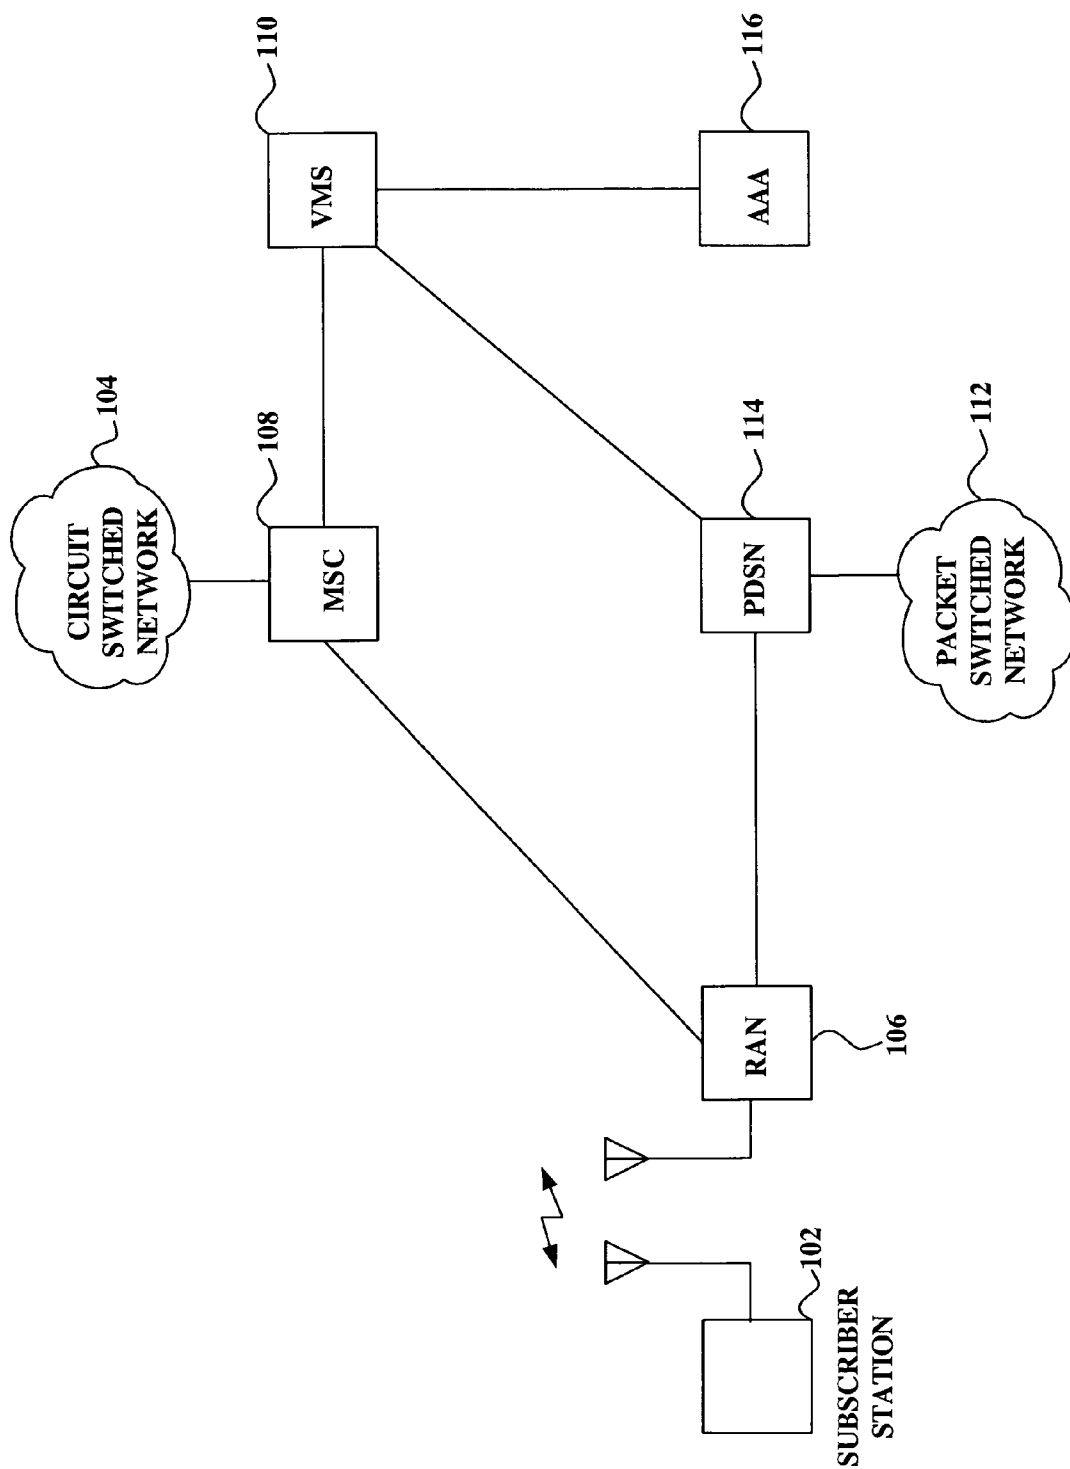 CIRCUIT
SWITCHED
NETWORK
104
108
MSC
110
VMS
SUBSCRIBER
STATION
102
RAN
106
PDSN
114
AAA
116
PACKET
SWITCHED
NETWORK
112